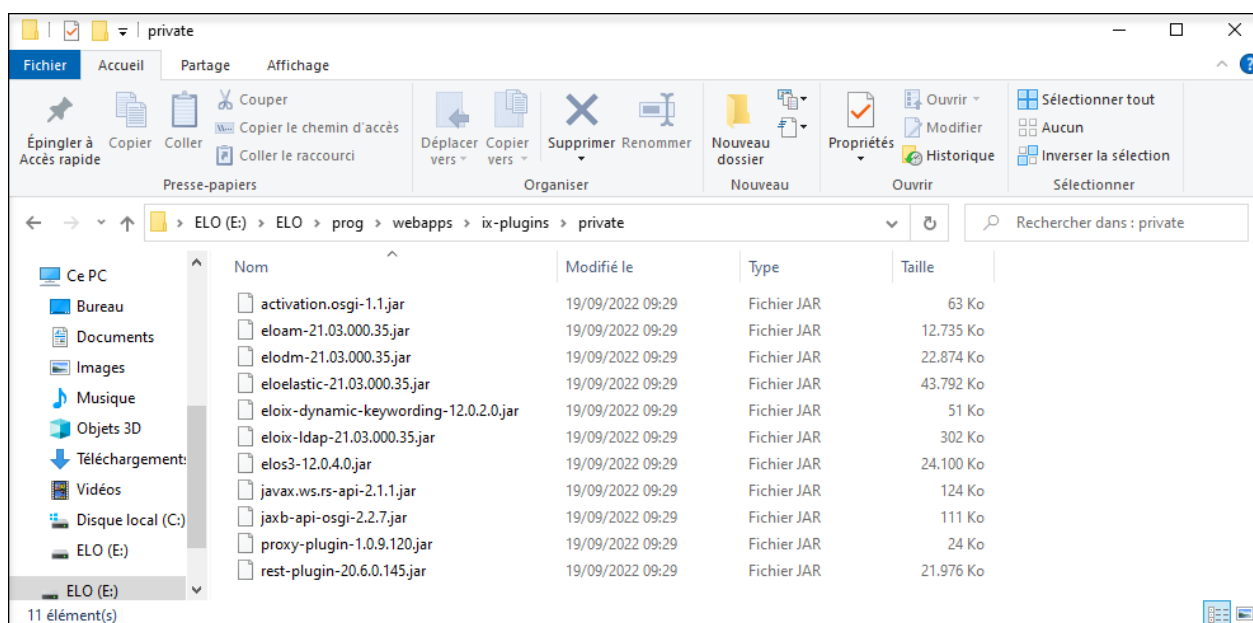 private
Fichier Accueil Partage Affichage
Épingler à Accès rapide
Copier
Coller
Couper
Copier le chemin d'accès
Coller le raccourci
Déplacer vers
Copier vers
Supprimer
Renommer
Nouveau dossier
Propriétés
Ouvrir
Modifier
Historique
Sélectionner tout
Aucun
Inverser la sélection
Presse-papiers Organiser Nouveau Ouvrir Sélectionner
ELO (E:) > ELO > prog > webapps > ix-plugins > private
Rechercher dans : private
Ce PC
Bureau
Documents
Images
Musique
Objets 3D
Téléchargements
Vidéos
Disque local (C:)
ELO (E:)
ELO (E:)
Nom Modifié le Type Taille
activation.osgi-1.1.jar 19/09/2022 09:29 Fichier JAR 63 Ko
eloam-21.03.000.35.jar 19/09/2022 09:29 Fichier JAR 12.735 Ko
elodm-21.03.000.35.jar 19/09/2022 09:29 Fichier JAR 22.874 Ko
eloelastic-21.03.000.35.jar 19/09/2022 09:29 Fichier JAR 43.792 Ko
eloix-dynamic-keywording-12.0.2.0.jar 19/09/2022 09:29 Fichier JAR 51 Ko
eloix-ldap-21.03.000.35.jar 19/09/2022 09:29 Fichier JAR 302 Ko
elos3-12.0.4.0.jar 19/09/2022 09:29 Fichier JAR 24.100 Ko
javax.ws.rs-api-2.1.1.jar 19/09/2022 09:29 Fichier JAR 124 Ko
jaxb-api-osgi-2.2.7.jar 19/09/2022 09:29 Fichier JAR 111 Ko
proxy-plugin-1.0.9.120.jar 19/09/2022 09:29 Fichier JAR 24 Ko
rest-plugin-20.6.0.145.jar 19/09/2022 09:29 Fichier JAR 21.976 Ko
11 élément(s)